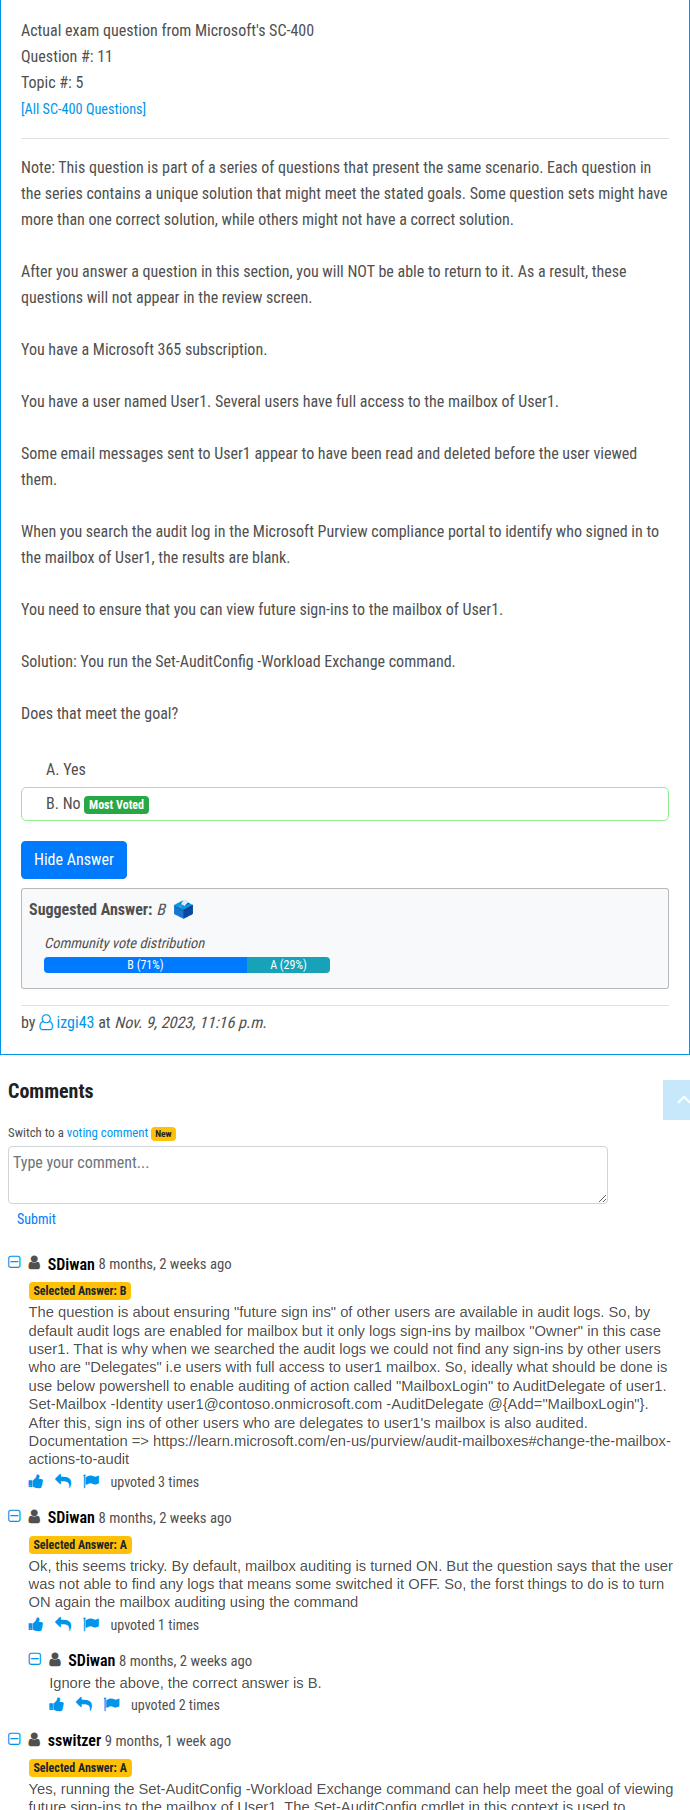 Actual exam question from Microsoft's SC-400
Question #: 11
Topic #: 5
[All SC-400 Questions]
Note: This question is part of a series of questions that present the same scenario. Each question in
the series contains a unique solution that might meet the stated goals. Some question sets might have
more than one correct solution, while others might not have a correct solution.
After you answer a question in this section, you will NOT be able to return to it. As a result, these
questions will not appear in the review screen.
You have a Microsoft 365 subscription.
You have a user named User1. Several users have full access to the mailbox of User1.
Some email messages sent to User1 appear to have been read and deleted before the user viewed
them.
When you search the audit log in the Microsoft Purview compliance portal to identify who signed in to
the mailbox of User1, the results are blank.
You need to ensure that you can view future sign-ins to the mailbox of User1.
Solution: You run the Set-AuditConfig -Workload Exchange command.
Does that meet the goal?
A. Yes
B. No Most Voted
Hide Answer
Suggested Answer: B
Community vote distribution
B (71%) A (29%)
by izgi43 at Nov. 9, 2023, 11:16 p.m.
Comments
Switch to a voting comment New
Type your comment...
Submit
SDiwan 8 months, 2 weeks ago
Selected Answer: B
The question is about ensuring "future sign ins" of other users are available in audit logs. So, by
default audit logs are enabled for mailbox but it only logs sign-ins by mailbox "Owner" in this case
user1. That is why when we searched the audit logs we could not find any sign-ins by other users
who are "Delegates" i.e users with full access to user1 mailbox. So, ideally what should be done is
use below powershell to enable auditing of action called "MailboxLogin" to AuditDelegate of user1.
Set-Mailbox -Identity user1@contoso.onmicrosoft.com -AuditDelegate @{Add="MailboxLogin"}.
After this, sign ins of other users who are delegates to user1's mailbox is also audited.
Documentation => https://learn.microsoft.com/en-us/purview/audit-mailboxes#change-the-mailbox-
actions-to-audit
upvoted 3 times
SDiwan 8 months, 2 weeks ago
Selected Answer: A
Ok, this seems tricky. By default, mailbox auditing is turned ON. But the question says that the user
was not able to find any logs that means some switched it OFF. So, the forst things to do is to turn
ON again the mailbox auditing using the command
upvoted 1 times
SDiwan 8 months, 2 weeks ago
Ignore the above, the correct answer is B.
upvoted 2 times
sswitzer 9 months, 1 week ago
Selected Answer: A
Yes, running the Set-AuditConfig -Workload Exchange command can help meet the goal of viewing
future sign-ins to the mailbox of User1. The Set-AuditConfig cmdlet in this context is used to